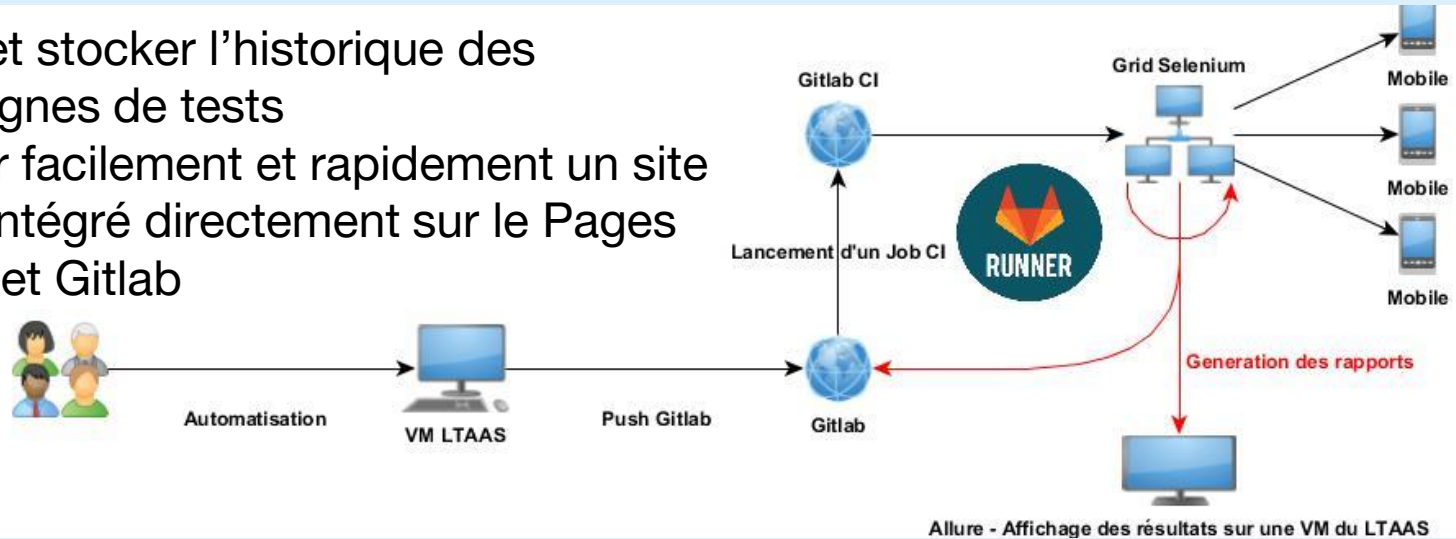 et stocker l’historique des
gnes de tests
r facilement et rapidement un site
ntégré directement sur le Pages
et Gitlab
Gitlab CI
Grid Selenium
Mobile
Mobile
Mobile
Lancement d'un Job CI
RUNNER
Generation des rapports
Automatisation
VM LTAAS
Push Gitlab
Gitlab
Allure - Affichage des résultats sur une VM du LTAAS